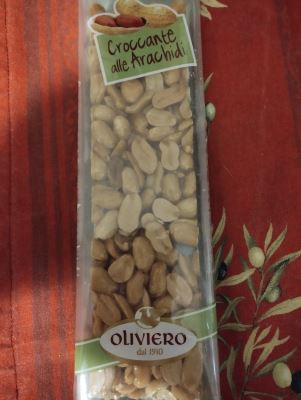 Croccante
alle Arachidi
OLIVIERO
dal 1910